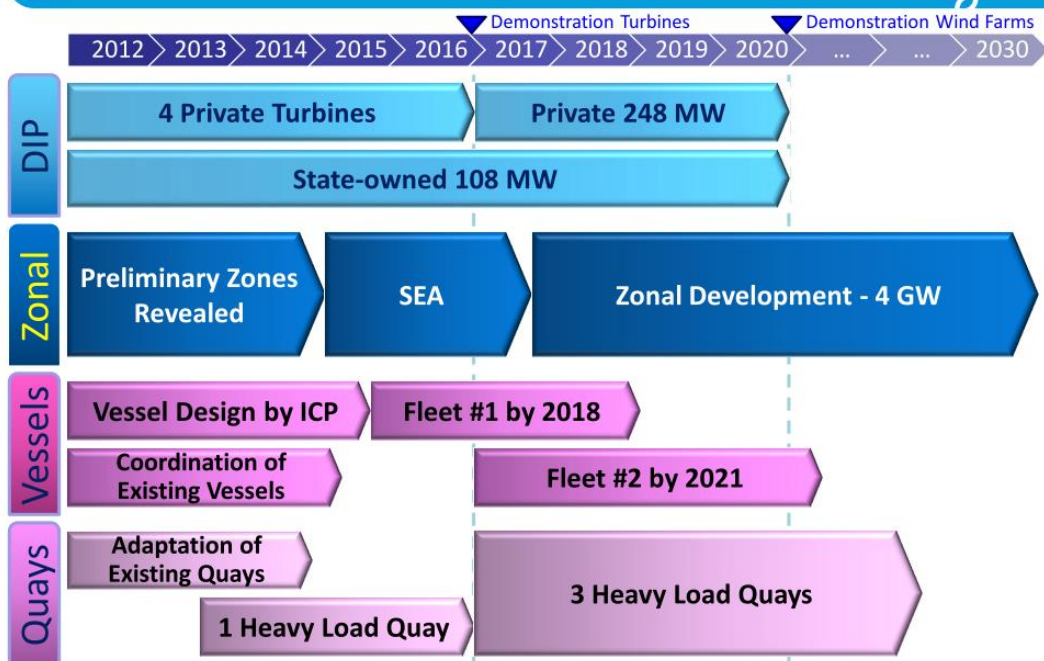 Demonstration Turbines
Demonstration Wind Farms
2012 2013 2014 2015 2016 2017 2018 2019 2020 ... ... 2030
DIP
4 Private Turbines
Private 248 MW
State-owned 108 MW
Zonal
Preliminary Zones
Revealed
SEA
Zonal Development - 4 GW
Vessels
Vessel Design by ICP
Fleet #1 by 2018
Coordination of
Existing Vessels
Fleet #2 by 2021
Quays
Adaptation of
Existing Quays
1 Heavy Load Quay
3 Heavy Load Quays